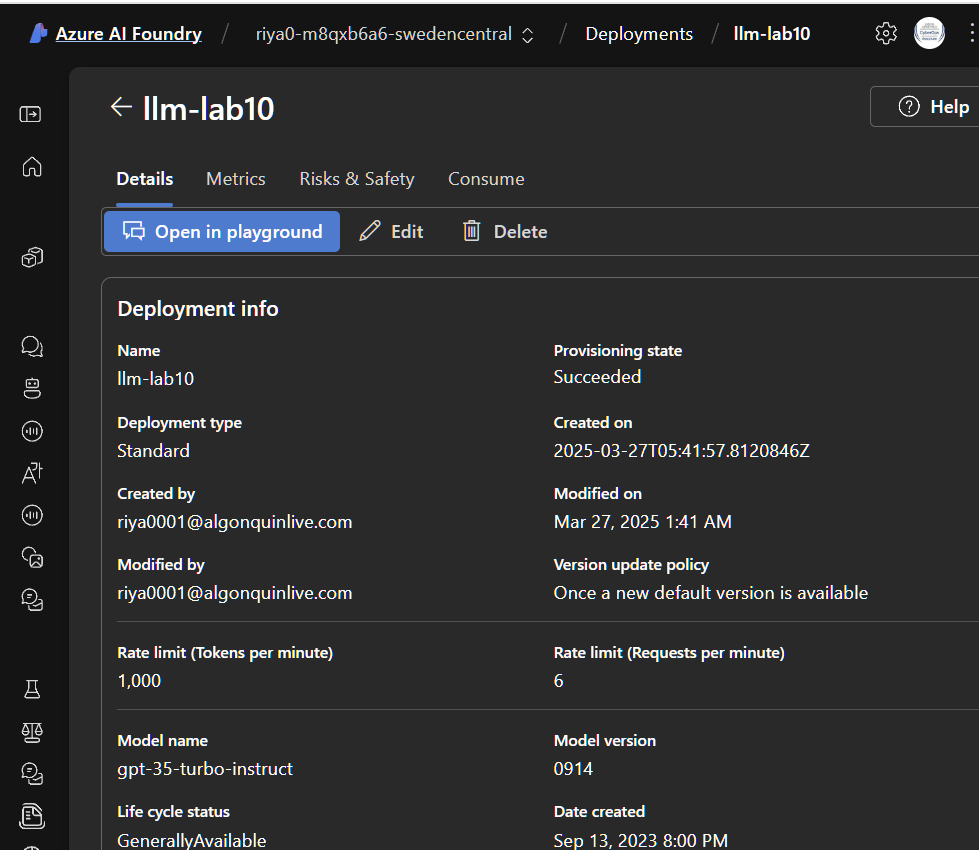 Azure AI Foundry / riya0-m8qxb6a6-swedencentral / Deployments / llm-lab10
llm-lab10
Help
Details Metrics Risks & Safety Consume
Open in playground Edit Delete
Deployment info
Name Provisioning state
llm-lab10 Succeeded
Deployment type Created on
Standard 2025-03-27T05:41:57.8120846Z
Created by Modified on
riya0001@algonquinlive.com Mar 27, 2025 1:41 AM
Modified by Version update policy
riya0001@algonquinlive.com Once a new default version is available
Rate limit (Tokens per minute) Rate limit (Requests per minute)
1,000 6
Model name Model version
gpt-35-turbo-instruct 0914
Life cycle status Date created
GenerallyAvailable Sep 13, 2023 8:00 PM